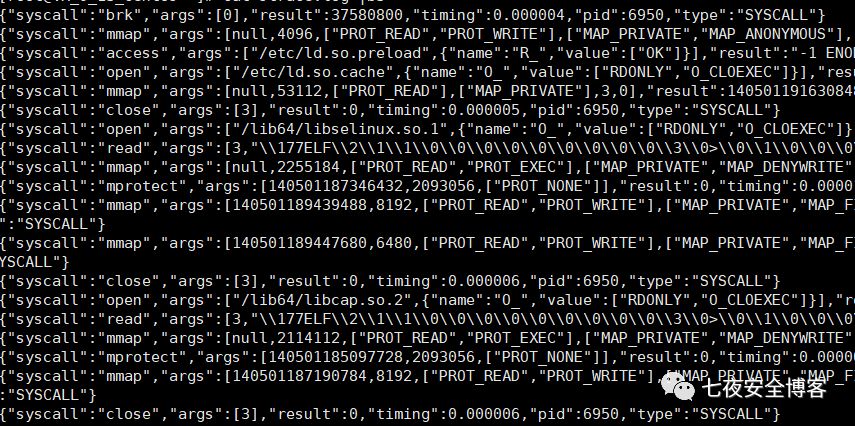 {"syscall":"brk","args":[0],"result":37580800,"timing":0.000004,"pid":6950,"type":"SYSCALL"}
{"syscall":"mmap","args":[null,4096,["PROT_READ","PROT_WRITE"],["MAP_PRIVATE","MAP_ANONYMOUS"],
{"syscall":"access","args":["/etc/ld.so.preload",{"name":"R_","value":["OK"]}],"result":"-1 ENO
{"syscall":"open","args":["/etc/ld.so.cache",{"name":"O_","value":["RDONLY","O_CLOEXEC"]}],"res
{"syscall":"mmap","args":[null,53112,["PROT_READ"],["MAP_PRIVATE"],3,0],"result":14050119163084
{"syscall":"close","args":[3],"result":0,"timing":0.000005,"pid":6950,"type":"SYSCALL"}
{"syscall":"open","args":["/lib64/libselinux.so.1",{"name":"O_","value":["RDONLY","O_CLOEXEC"]}
{"syscall":"read","args":[3,"\\177ELF\\2\\1\\1\\0\\0\\0\\0\\0\\0\\0\\0\\0\\3\\0>\\0\\1\\0\\0\\0
{"syscall":"mmap","args":[null,2255184,["PROT_READ","PROT_EXEC"],["MAP_PRIVATE","MAP_DENYWRITE"
{"syscall":"mprotect","args":[140501187346432,2093056,["PROT_NONE"]],"result":0,"timing":0.0000
{"syscall":"mmap","args":[140501189439488,8192,["PROT_READ","PROT_WRITE"],["MAP_PRIVATE","MAP_F
":"SYSCALL"}
{"syscall":"mmap","args":[140501189447680,6480,["PROT_READ","PROT_WRITE"],["MAP_PRIVATE","MAP_F
YSCALL"}
{"syscall":"close","args":[3],"result":0,"timing":0.000006,"pid":6950,"type":"SYSCALL"}
{"syscall":"open","args":["/lib64/libcap.so.2",{"name":"O_","value":["RDONLY","O_CLOEXEC"]}],"re
{"syscall":"read","args":[3,"\\177ELF\\2\\1\\1\\0\\0\\0\\0\\0\\0\\0\\0\\0\\3\\0>\\0\\1\\0\\0\\0
{"syscall":"mmap","args":[null,2114112,["PROT_READ","PROT_EXEC"],["MAP_PRIVATE","MAP_DENYWRITE"
{"syscall":"mprotect","args":[140501185097728,2093056,["PROT_NONE"]],"result":0,"timing":0.0000
{"syscall":"mmap","args":[140501187190784,8192,["PROT_READ","PROT_WRITE"],["MAP_PRIVATE","MAP_F
:"SYSCALL"}
{"syscall":"close","args":[3],"result":0,"timing":0.000006,"pid":6950,"type":"SYSCALL"}
七夜安全博客